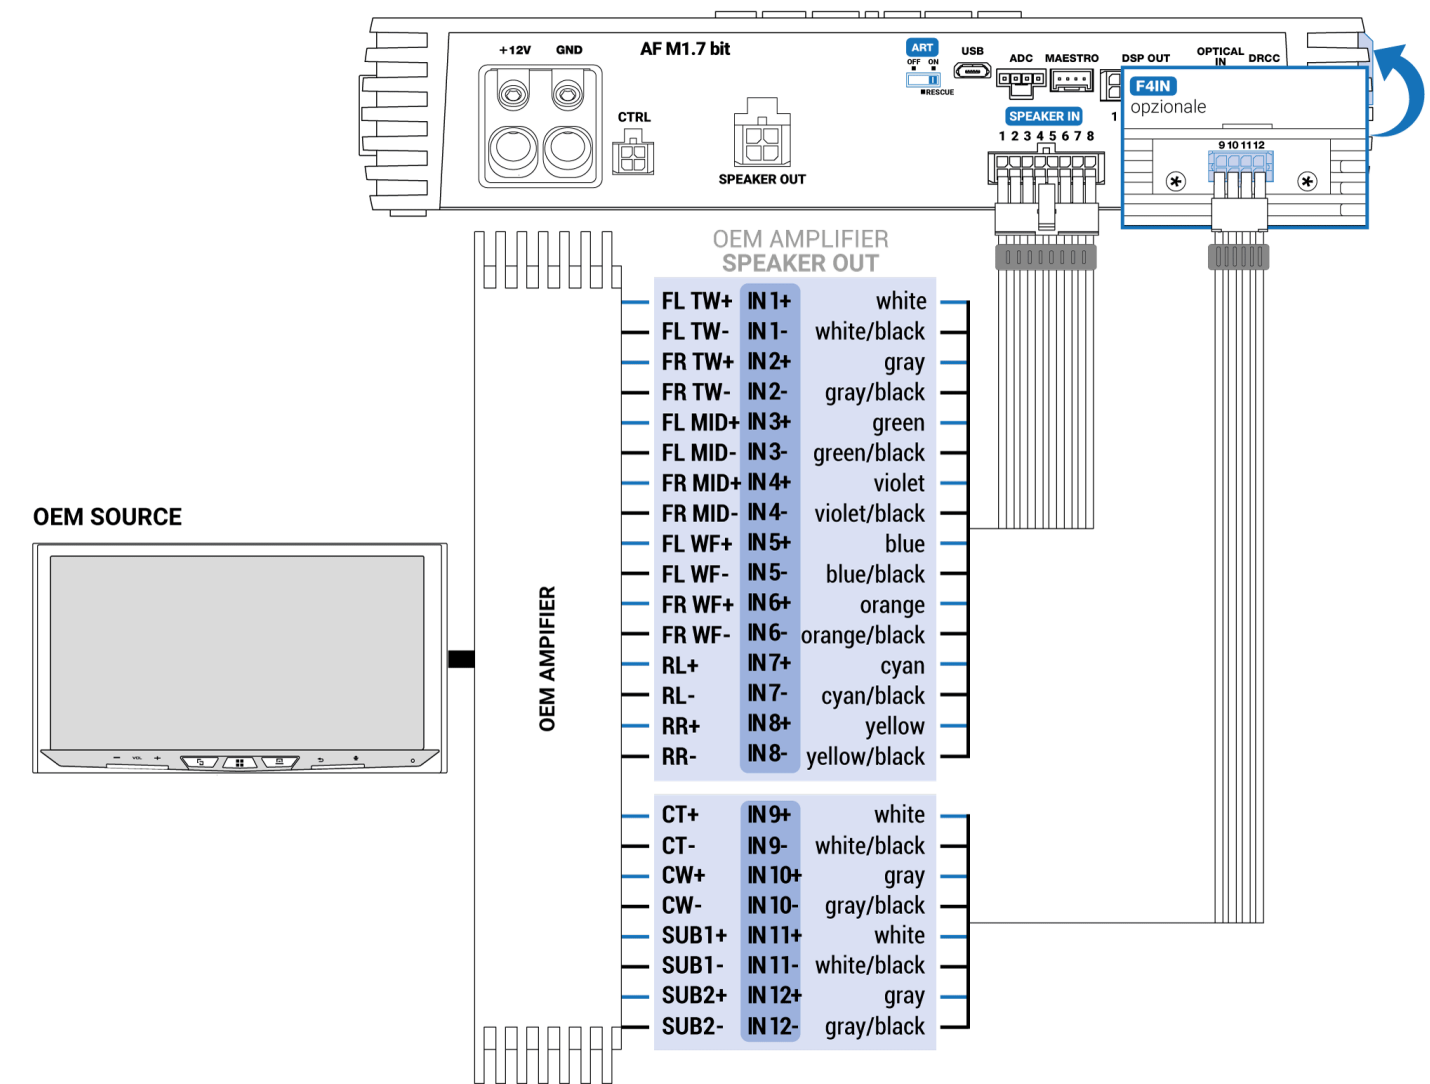 +12V GND AF M1.7 bit
ART
OFF ON
RESCUE
USB
ADC MAESTRO DSP OUT OPTICAL IN DRCC
CTRL
SPEAKER OUT
SPEAKER IN
1 2 3 4 5 6 7 8
1
F4IN
opzionale
9 10 11 12
OEM AMPLIFIER
SPEAKER OUT
FL TW+ IN 1+ white
FL TW- IN 1- white/black
FR TW+ IN 2+ gray
FR TW- IN 2- gray/black
FL MID+ IN 3+ green
FL MID- IN 3- green/black
FR MID+ IN 4+ violet
FR MID- IN 4- violet/black
FL WF+ IN 5+ blue
FL WF- IN 5- blue/black
FR WF+ IN 6+ orange
FR WF- IN 6- orange/black
RL+ IN 7+ cyan
RL- IN 7- cyan/black
RR+ IN 8+ yellow
RR- IN 8- yellow/black
CT+ IN 9+ white
CT- IN 9- white/black
CW+ IN 10+ gray
CW- IN 10- gray/black
SUB1+ IN 11+ white
SUB1- IN 11- white/black
SUB2+ IN 12+ gray
SUB2- IN 12- gray/black
OEM SOURCE
− VOL +
OEM AMPIFIER